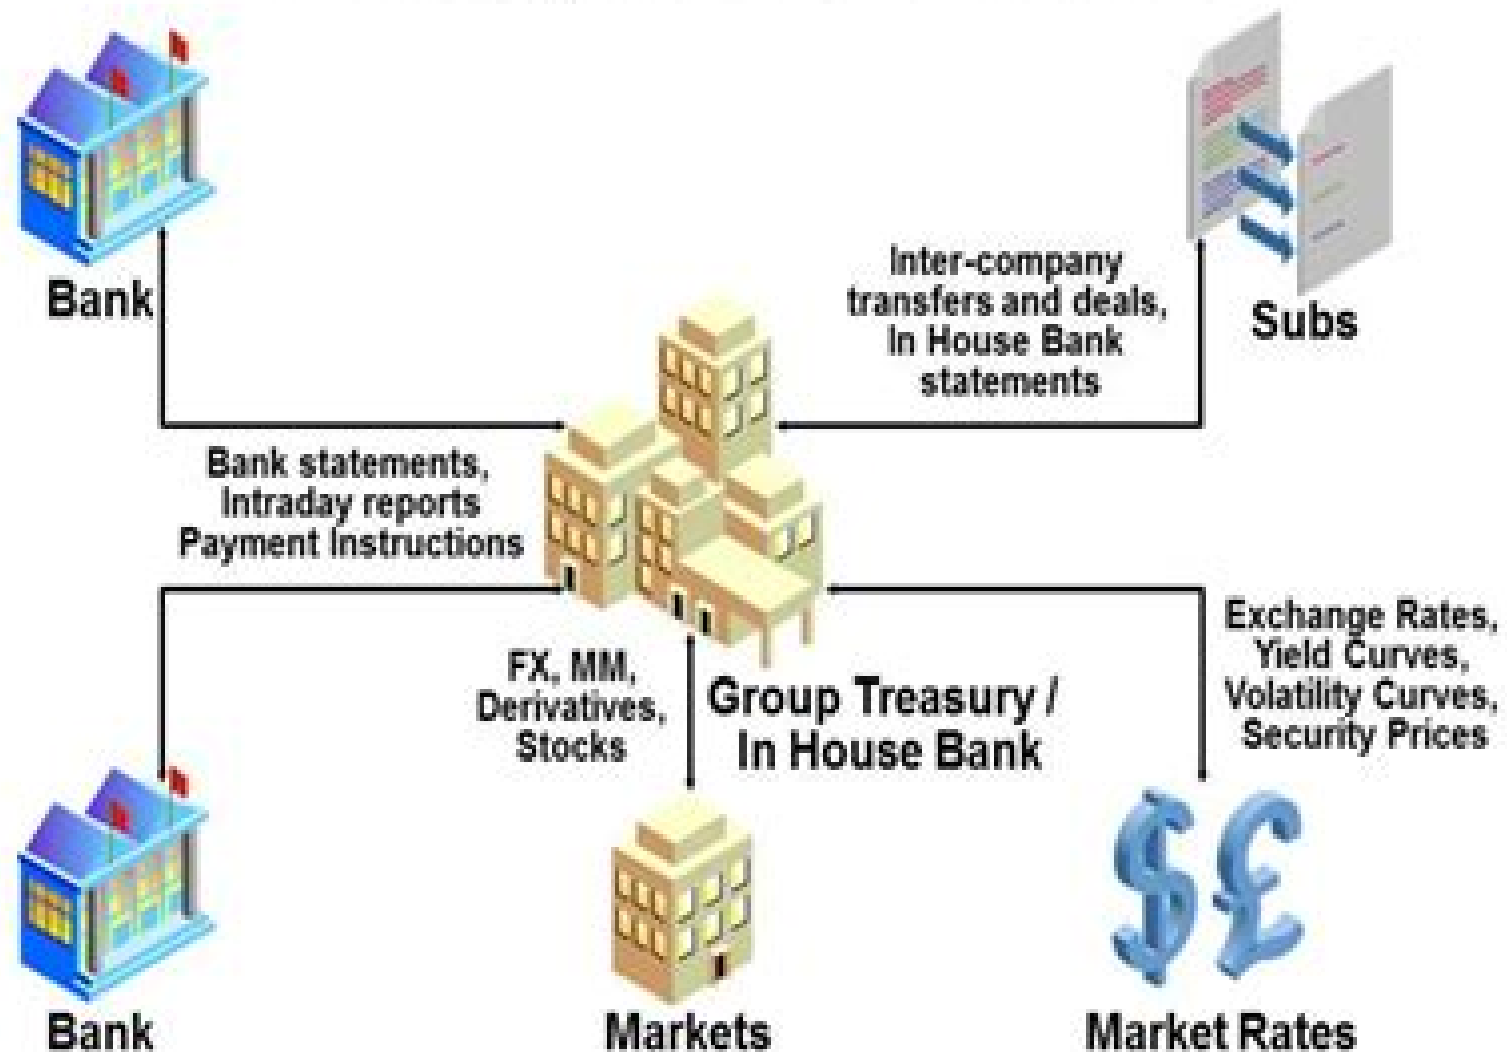 Bank
Inter-company
transfers and deals,
In House Bank
statements
Subs
Bank statements,
Intraday reports
Payment Instructions
FX, MM,
Derivatives,
Stocks
Group Treasury /
In House Bank
Exchange Rates,
Yield Curves,
Volatility Curves,
Security Prices
Bank
Markets
Market Rates